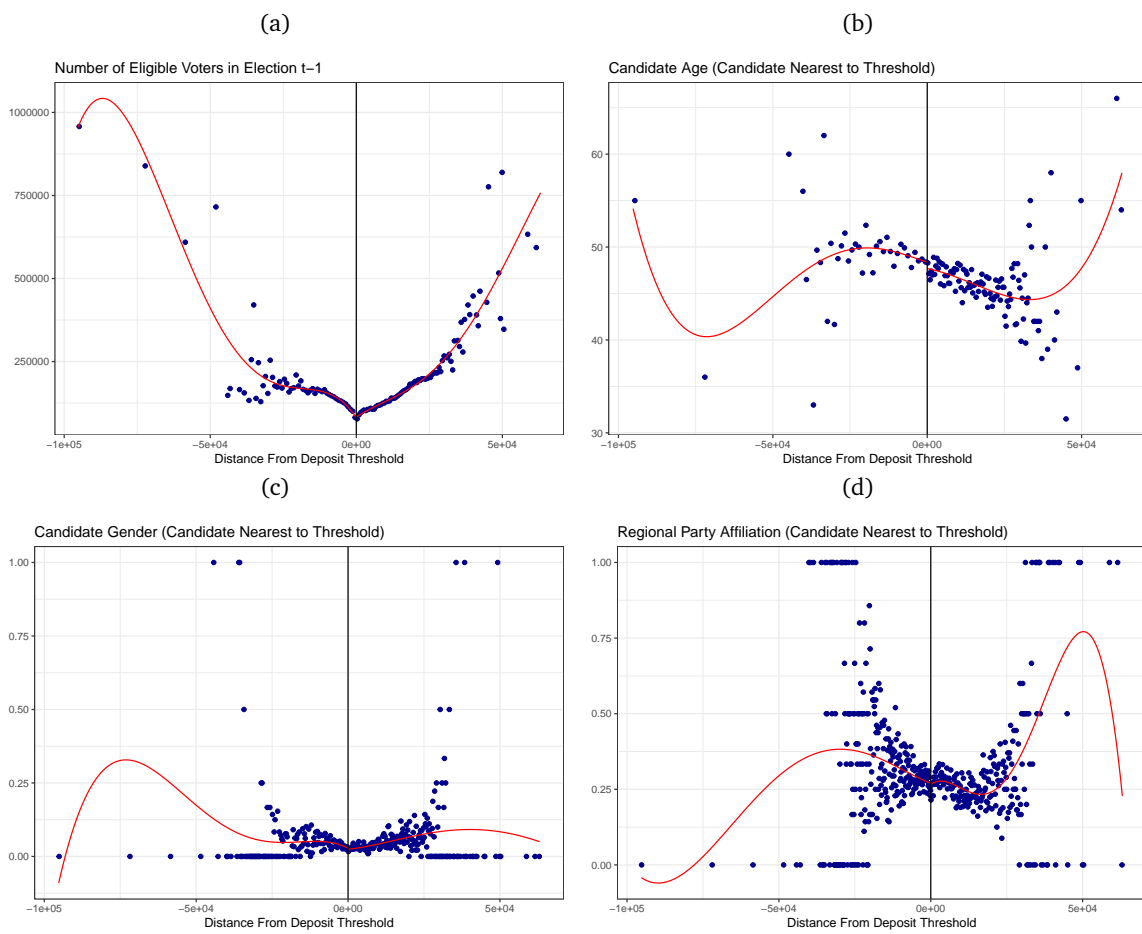 (a)
Number of Eligible Voters in Election t−1
1000000
750000
500000
250000
−1e+05
−5e+04
0e+00
5e+04
Distance From Deposit Threshold
(b)
Candidate Age (Candidate Nearest to Threshold)
60
50
40
30
−1e+05
−5e+04
0e+00
5e+04
Distance From Deposit Threshold
(c)
Candidate Gender (Candidate Nearest to Threshold)
1.00
0.75
0.50
0.25
0.00
−1e+05
−5e+04
0e+00
5e+04
Distance From Deposit Threshold
(d)
Regional Party Affiliation (Candidate Nearest to Threshold)
1.00
0.75
0.50
0.25
0.00
−1e+05
−5e+04
0e+00
5e+04
Distance From Deposit Threshold